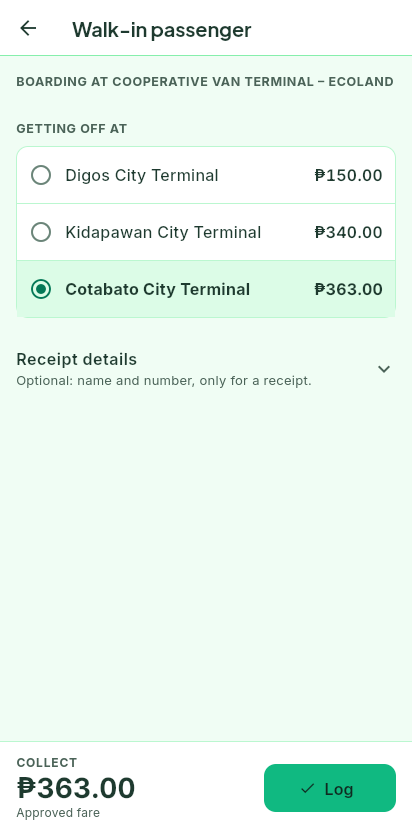 Walk-in passenger
BOARDING AT COOPERATIVE VAN TERMINAL – ECOLAND
GETTING OFF AT
Digos City Terminal ₱150.00
Kidapawan City Terminal ₱340.00
Cotabato City Terminal ₱363.00
Receipt details
Optional: name and number, only for a receipt.
COLLECT
₱363.00
Approved fare
Log